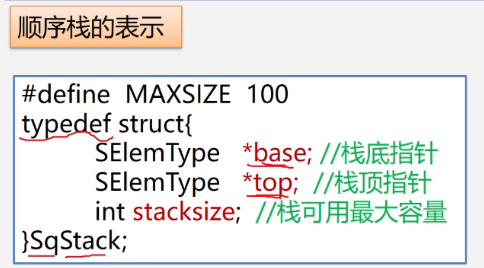 顺序栈的表示
#define MAXSIZE 100
typedef struct{
SElemType *base; //栈底指针
SElemType *top; //栈顶指针
int stacksize; //栈可用最大容量
}SqStack;